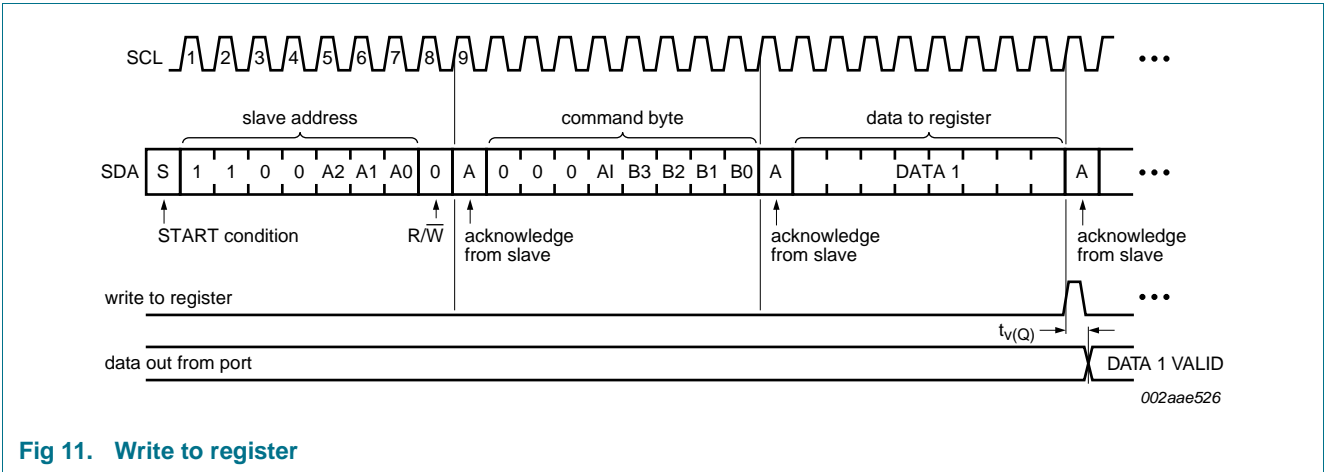 SCL 1 2 3 4 5 6 7 8 9 •••
slave address command byte data to register
SDA S 1 1 0 0 A2 A1 A0 0 A 0 0 0 AI B3 B2 B1 B0 A DATA 1 A •••
START condition R/W̅ acknowledge from slave acknowledge from slave acknowledge from slave
write to register •••
tv(Q)
data out from port DATA 1 VALID
002aae526
Fig 11. Write to register